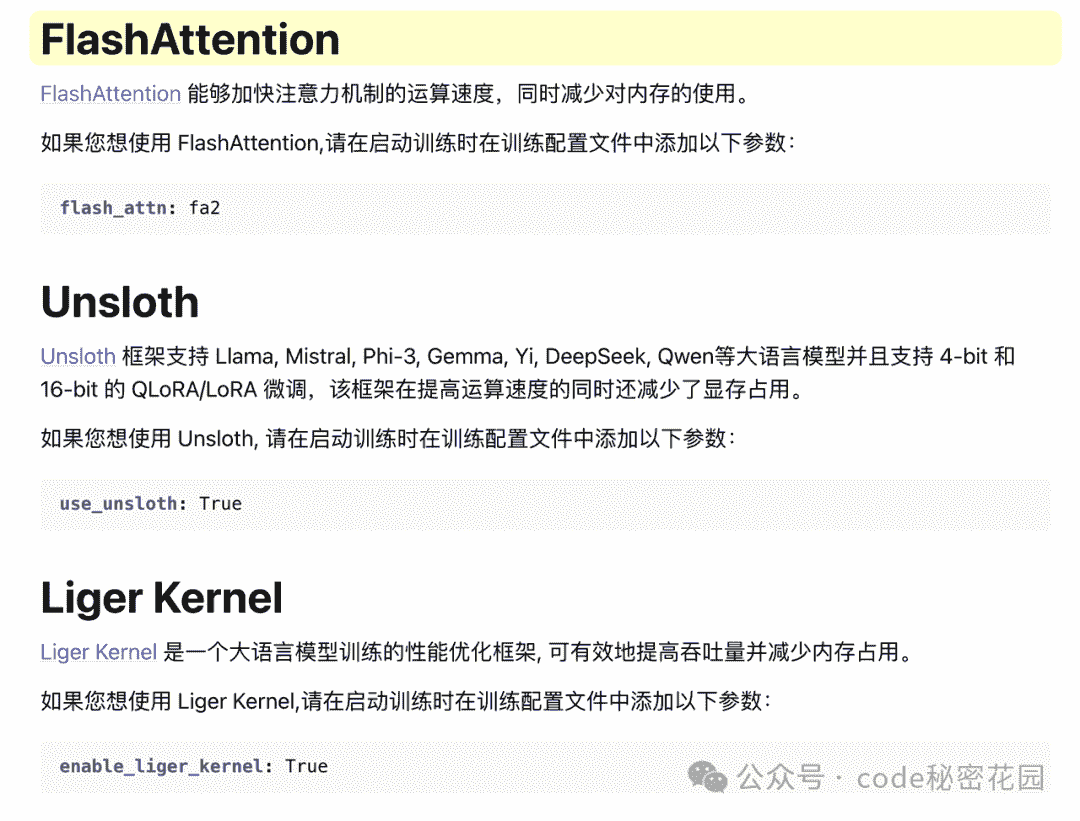 FlashAttention
FlashAttention 能够加快注意力机制的运算速度，同时减少对内存的使用。
如果您想使用 FlashAttention,请在启动训练时在训练配置文件中添加以下参数：
flash_attn: fa2
Unsloth
Unsloth 框架支持 Llama, Mistral, Phi-3, Gemma, Yi, DeepSeek, Qwen等大语言模型并且支持 4-bit 和
16-bit 的 QLoRA/LoRA 微调，该框架在提高运算速度的同时还减少了显存占用。
如果您想使用 Unsloth, 请在启动训练时在训练配置文件中添加以下参数：
use_unsloth: True
Liger Kernel
Liger Kernel 是一个大语言模型训练的性能优化框架, 可有效地提高吞吐量并减少内存占用。
如果您想使用 Liger Kernel,请在启动训练时在训练配置文件中添加以下参数：
enable_liger_kernel: True
公众号 · code秘密花园